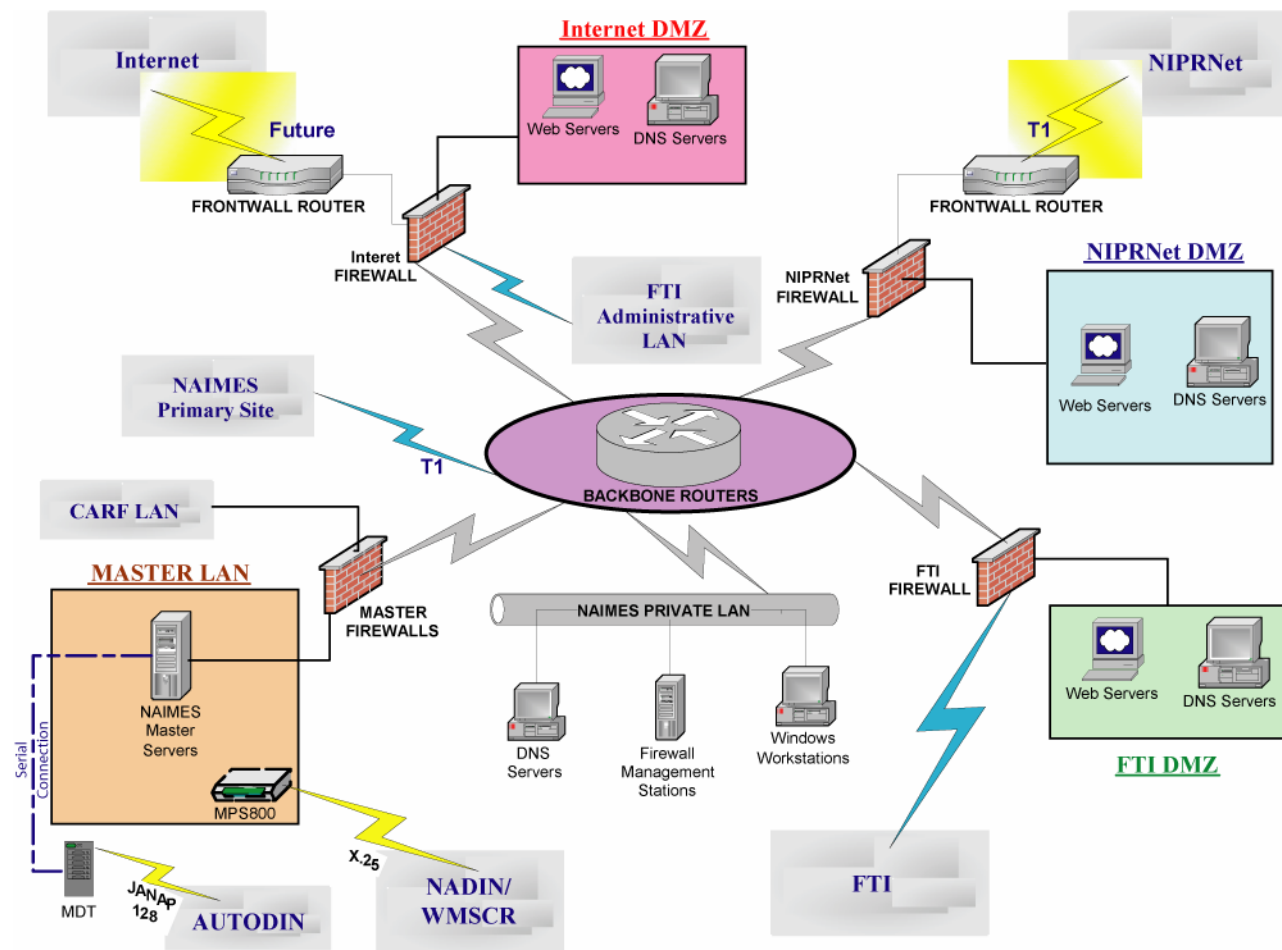 Internet DMZ
Internet
NIPRNet
Web Servers
DNS Servers
Future
T1
FRONTWALL ROUTER
FRONTWALL ROUTER
Interet
FIREWALL
NIPRNet
FIREWALL
NIPRNet DMZ
FTI
Administrative
LAN
Web Servers
DNS Servers
NAIMES
Primary Site
T1
BACKBONE ROUTERS
CARF LAN
MASTER LAN
MASTER
FIREWALLS
FTI
FIREWALL
NAIMES PRIVATE LAN
NAIMES
Master
Servers
Serial
Connection
MPS800
DNS
Servers
Firewall
Management
Stations
Windows
Workstations
Web Servers
DNS Servers
FTI DMZ
X.25
MDT
JANAP
128
AUTODIN
NADIN/
WMSCR
FTI